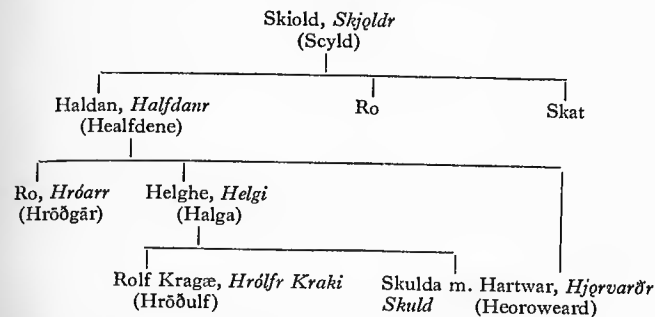 Skiold, Skjǫldr
(Scyld)
Haldan, Halfdanr
(Healfdene)
Ro
Skat
Ro, Hróarr
(Hrōðgār)
Helghe, Helgi
(Halga)
Rolf Kragæ, Hrólfr Kraki
(Hrōðulf)
Skulda m. Hartwar, Hjǫrvarðr
Skuld (Heoroweard)